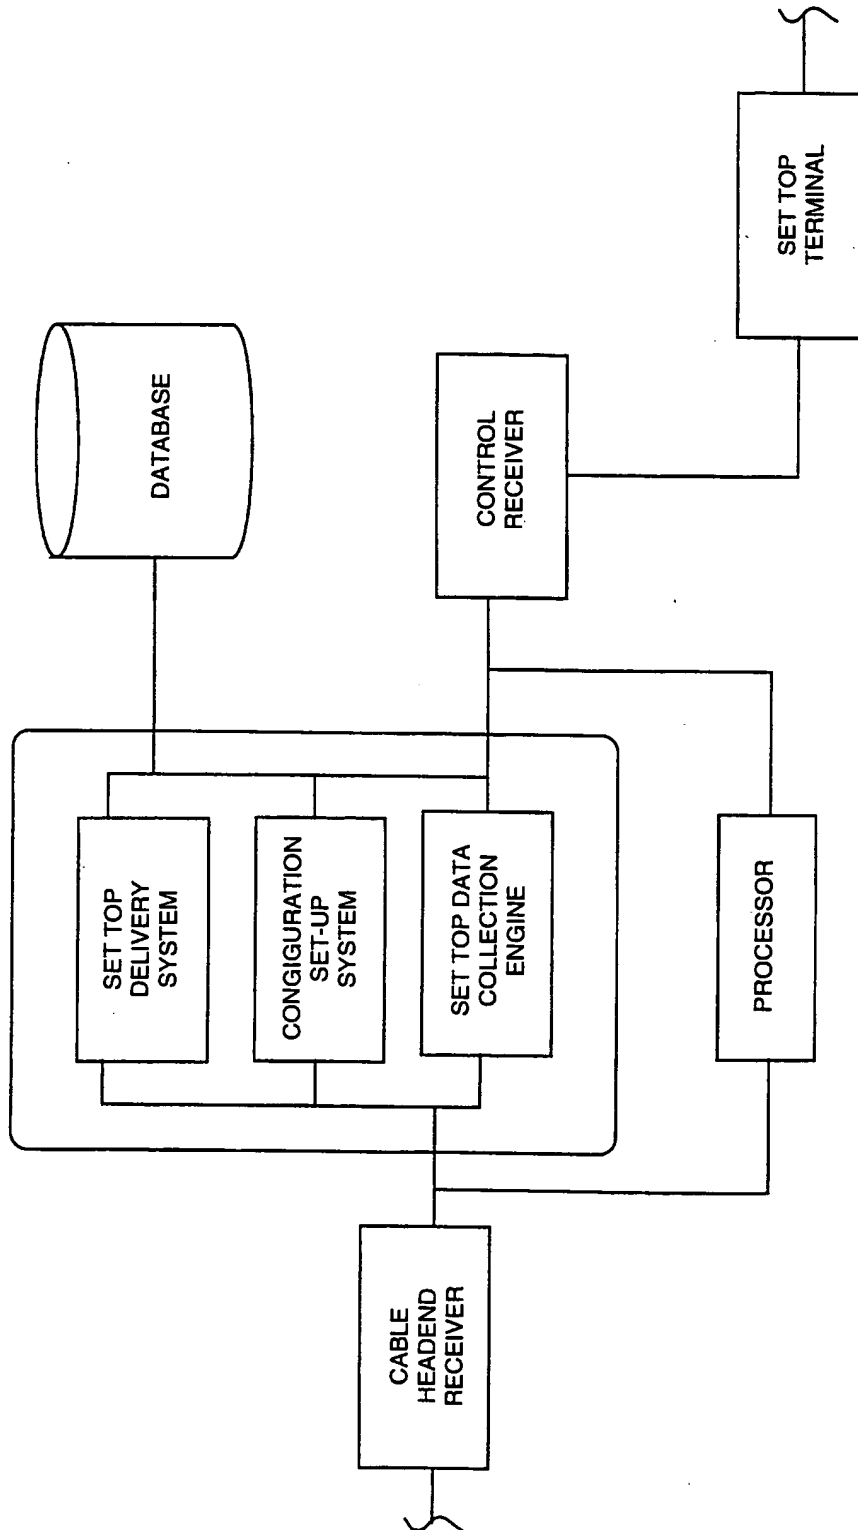 DATABASE
SET TOP
DELIVERY
SYSTEM
CONGIGURATION
SET-UP
SYSTEM
SET TOP DATA
COLLECTION
ENGINE
CABLE
HEADEND
RECEIVER
CONTROL
RECEIVER
PROCESSOR
SET TOP
TERMINAL